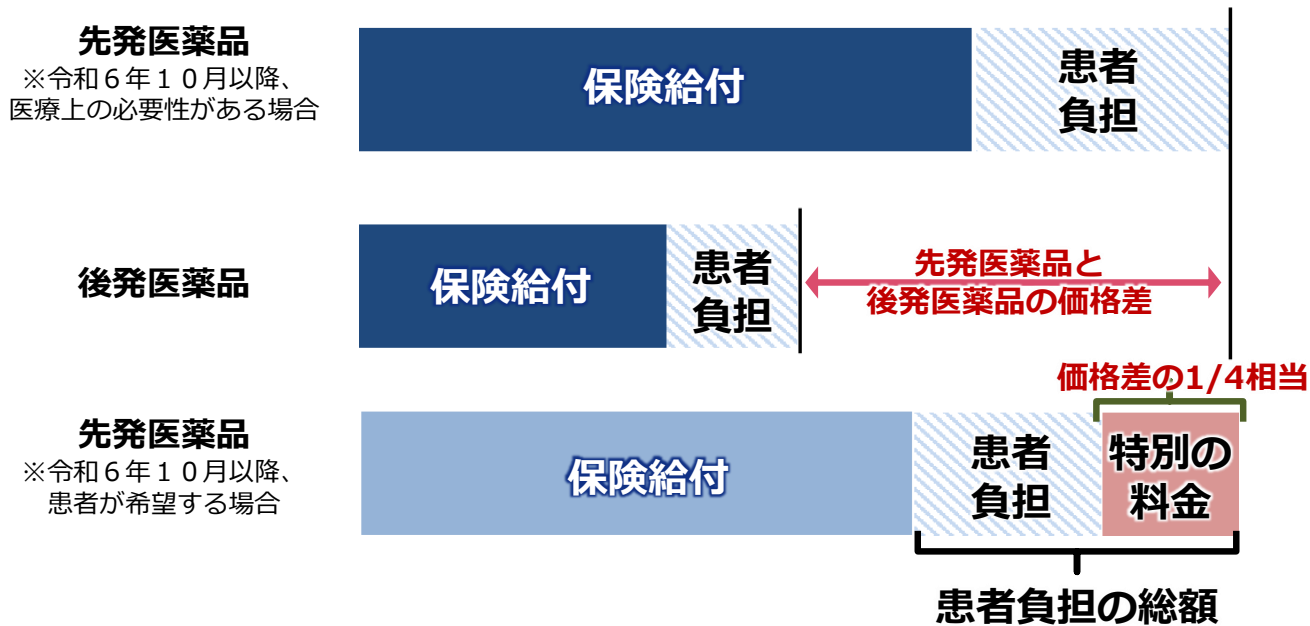 先発医薬品
※令和６年１０月以降、
医療上の必要性がある場合
保険給付
患者
負担
後発医薬品
保険給付
患者
負担
先発医薬品と
後発医薬品の価格差
価格差の1/4相当
先発医薬品
※令和６年１０月以降、
患者が希望する場合
保険給付
患者
負担
特別の
料金
患者負担の総額